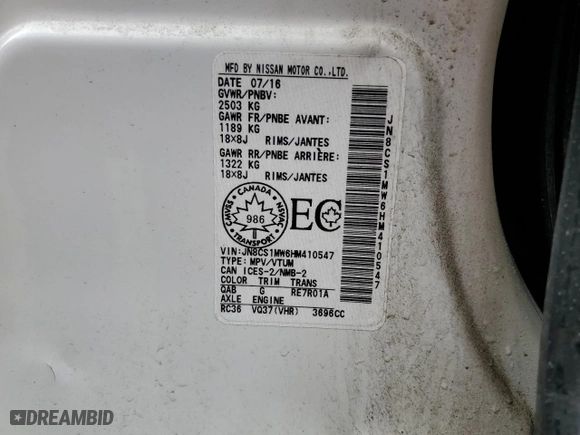 MFD BY NISSAN MOTOR CO.,LTD.
DATE 07/16
GVWR/PNBV:
2503 KG
GAWR FR/PNBE AVANT:
1189 KG
18×8J RIMS/JANTES
GAWR RR/PNBE ARRIÈRE:
1322 KG
18×8J RIMS/JANTES
CANADA
986
TRANSPORT
NISSAN
NISSAN
EC
VIN:JN8CS1MW6HM410547
TYPE: MPV/VTUM
CAN ICES-2/NMB-2
COLOR TRIM TRANS
QAB G RE7R01A
AXLE ENGINE
RC36 VQ37(VHR) 3696CC
JN8CS1MW6HM410547
DREAMBID